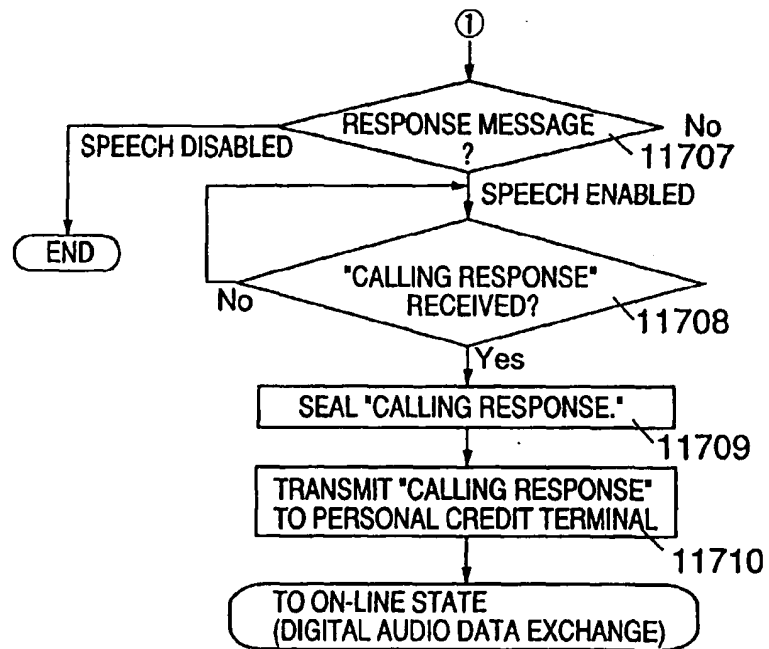 ①
RESPONSE MESSAGE
?
No
11707
SPEECH DISABLED
SPEECH ENABLED
END
"CALLING RESPONSE"
RECEIVED?
No
11708
Yes
SEAL "CALLING RESPONSE."
11709
TRANSMIT "CALLING RESPONSE"
TO PERSONAL CREDIT TERMINAL
11710
TO ON-LINE STATE
(DIGITAL AUDIO DATA EXCHANGE)